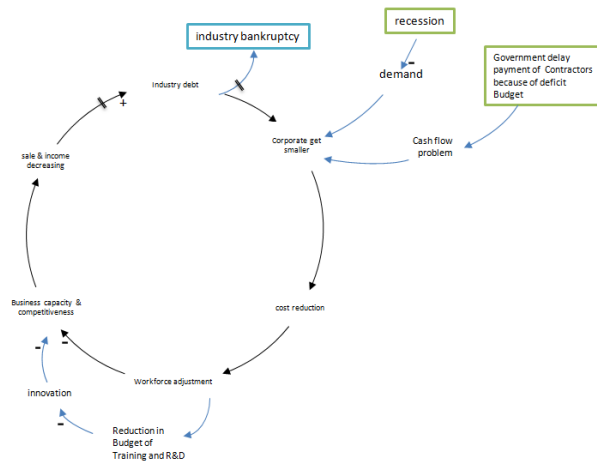 recession
industry bankruptcy
Government delay
payment of Contractors
because of deficit
Budget
demand
Industry debt
+
Corporate get
smaller
Cash flow
problem
sale & income
decreasing
Business capacity &
competitiveness
cost reduction
Workforce adjustment
innovation
Reduction in
Budget of
Training and R&D